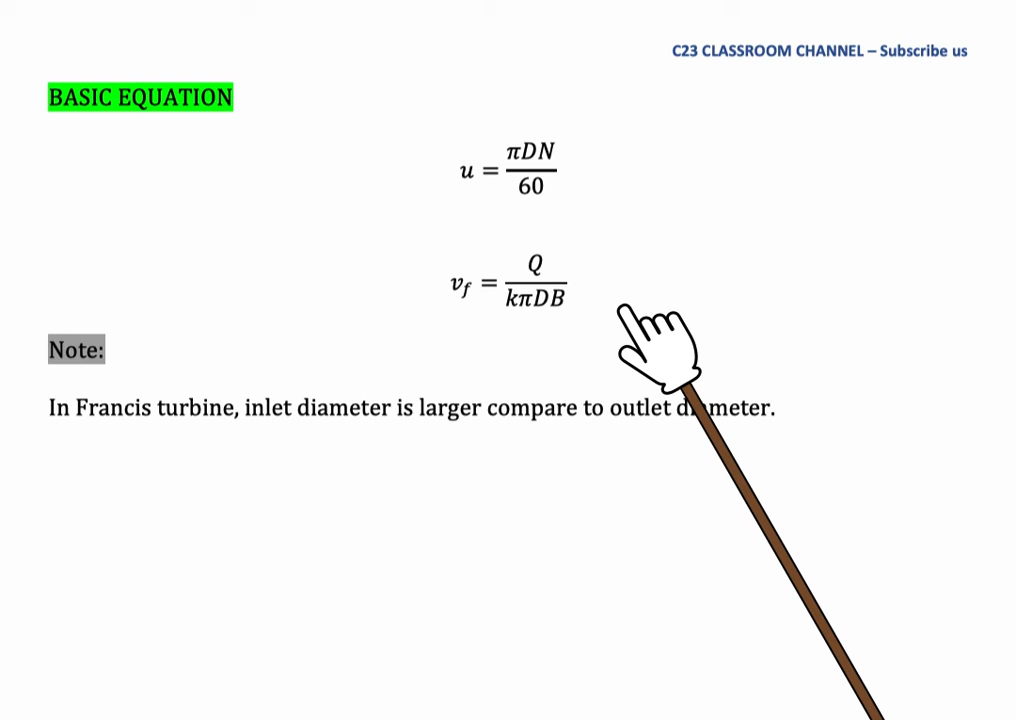 C23 CLASSROOM CHANNEL – Subscribe us
BASIC EQUATION
u = πDN / 60
v_f = Q / kπDB
Note:
In Francis turbine, inlet diameter is larger compare to outlet diameter.